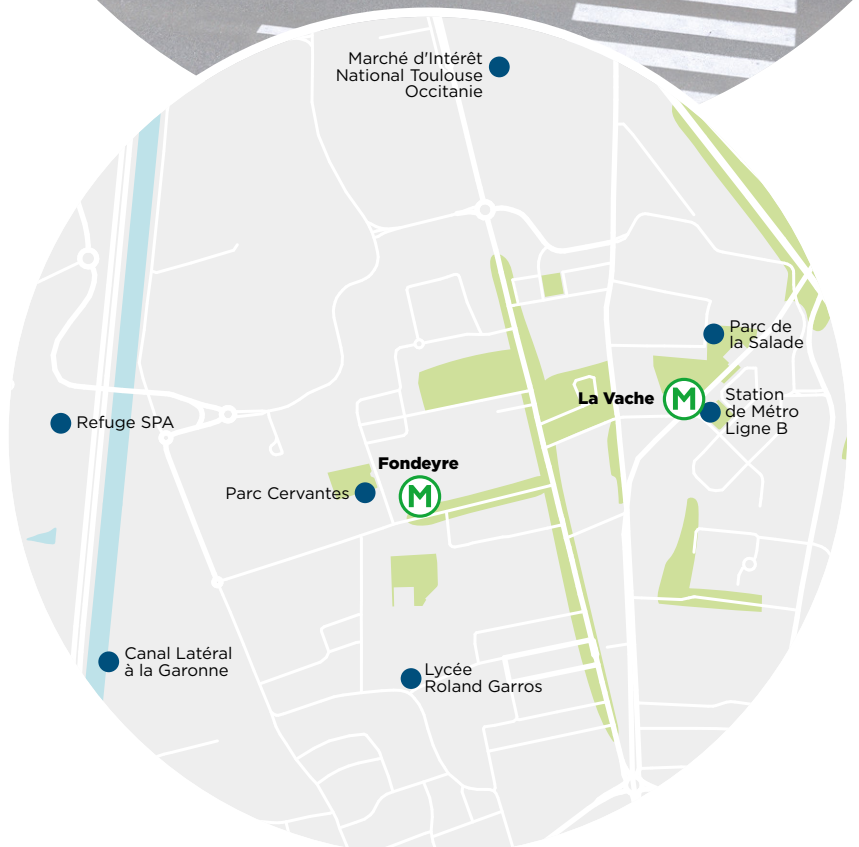 Marché d'Intérêt
National Toulouse
Occitanie
Parc de
la Salade
La Vache
M
Station
de Métro
Ligne B
Refuge SPA
Fondeyre
M
Parc Cervantes
Canal Latéral
à la Garonne
Lycée
Roland Garros